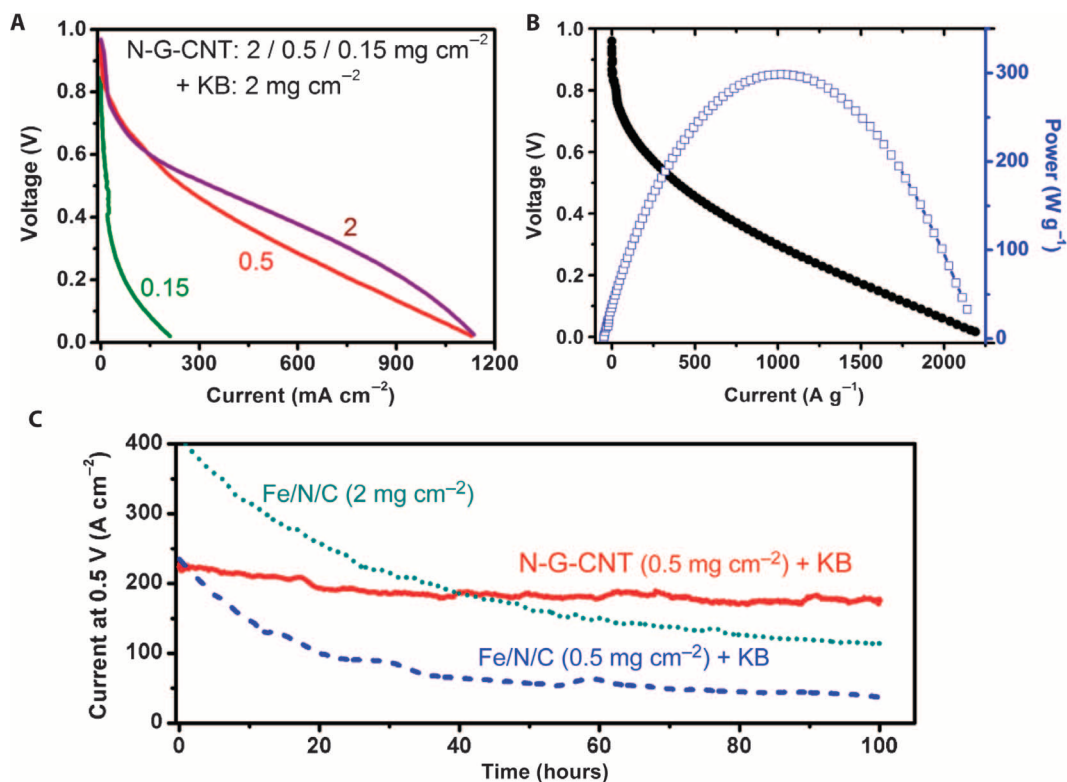 A
N-G-CNT: 2 / 0.5 / 0.15 mg cm⁻²
+ KB: 2 mg cm⁻²
Voltage (V)
1.0
0.8
0.6
0.4
0.2
0.0
2
0.5
0.15
0
300
600
900
1200
Current (mA cm⁻²)
B
Voltage (V)
1.0
0.8
0.6
0.4
0.2
0.0
300
200
100
0
Power (W g⁻¹)
0
500
1000
1500
2000
Current (A g⁻¹)
C
Current at 0.5 V (A cm⁻²)
400
300
200
100
0
Fe/N/C (2 mg cm⁻²)
N-G-CNT (0.5 mg cm⁻²) + KB
Fe/N/C (0.5 mg cm⁻²) + KB
0
20
40
60
80
100
Time (hours)